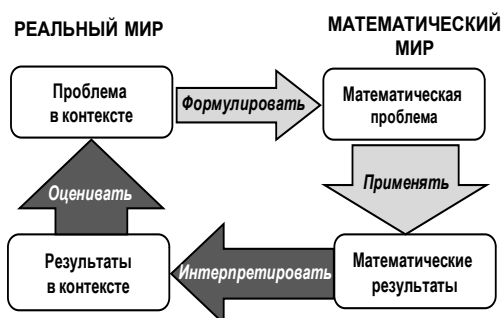 РЕАЛЬНЫЙ МИР
МАТЕМАТИЧЕСКИЙ
МИР
Проблема
в контексте
Формулировать
Математическая
проблема
Оценивать
Применять
Результаты
в контексте
Интерпретировать
Математические
результаты